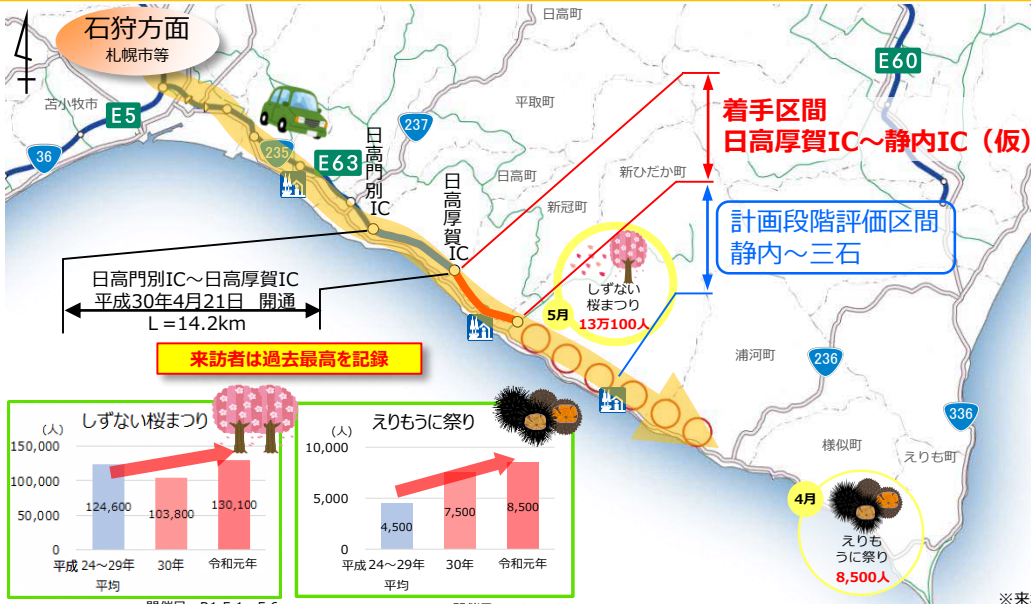 石狩方面
札幌市等
日高町
E60
苫小牧市
E5
平取町
36
237
235
E63
日高門別IC
日高町
日高厚賀IC
新ひだか町
新冠町
着手区間
日高厚賀IC～静内IC（仮）
計画段階評価区間
静内～三石
日高門別IC～日高厚賀IC
平成30年4月21日 開通
L=14.2km
しずない
桜まつり
13万100人
5月
来訪者は過去最高を記録
浦河町
236
336
様似町
えりも町
4月
えりも
うに祭り
8,500人
しずない桜まつり
（人）
150,000
100,000
50,000
0
124,600
103,800
130,100
平成 24～29年
平均
30年
令和元年
えりもうに祭り
（人）
10,000
5,000
0
4,500
7,500
8,500
平成 24～29年
平均
30年
令和元年
※来